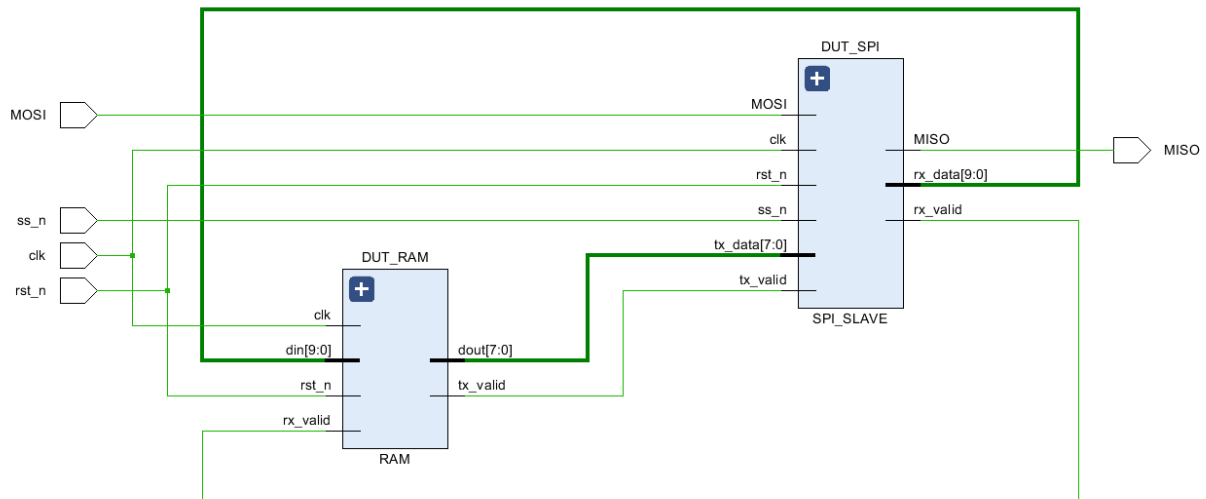 DUT_SPI
MOSI
MOSI
clk
MISO
MISO
rst_n
rx_data[9:0]
ss_n
ss_n
rx_valid
clk
tx_data[7:0]
DUT_RAM
rst_n
tx_valid
clk
SPI_SLAVE
din[9:0]
dout[7:0]
rst_n
tx_valid
rx_valid
RAM